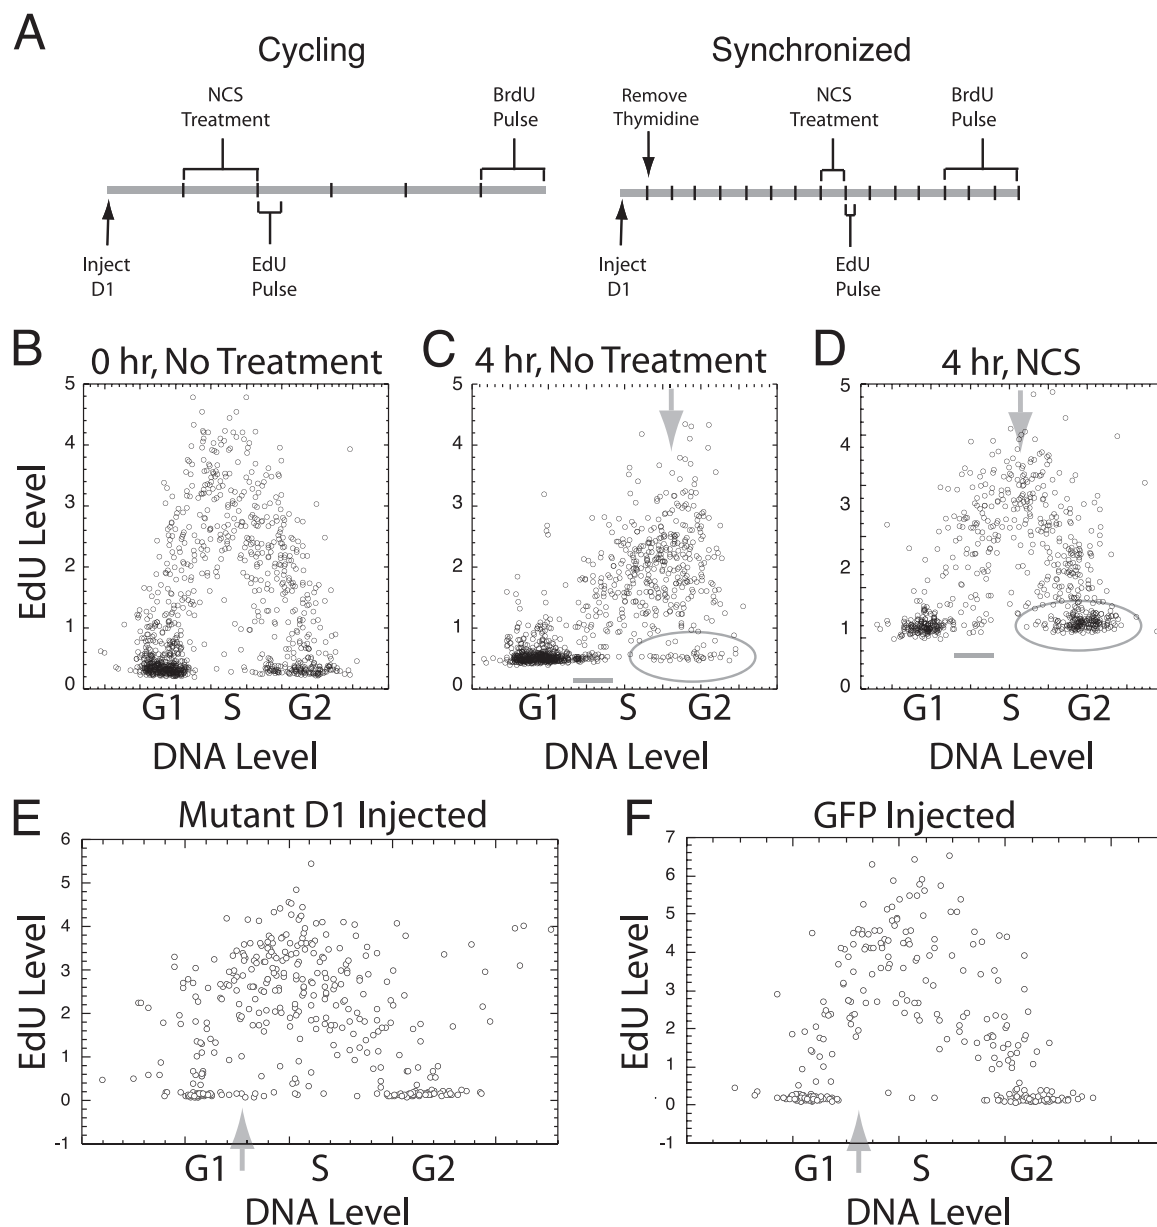 A
Cycling
Synchronized
NCS
Treatment
BrdU
Pulse
Remove
Thymidine
NCS
Treatment
BrdU
Pulse
Inject
D1
EdU
Pulse
Inject
D1
EdU
Pulse
B
0 hr, No Treatment
C
4 hr, No Treatment
D
4 hr, NCS
5
4
3
2
1
0
EdU Level
G1 S G2
DNA Level
5
4
3
2
1
0
G1 S G2
DNA Level
5
4
3
2
1
0
G1 S G2
DNA Level
E
Mutant D1 Injected
6
5
4
3
2
1
0
-1
EdU Level
G1 S G2
DNA Level
F
GFP Injected
7
6
5
4
3
2
1
0
-1
EdU Level
G1 S G2
DNA Level